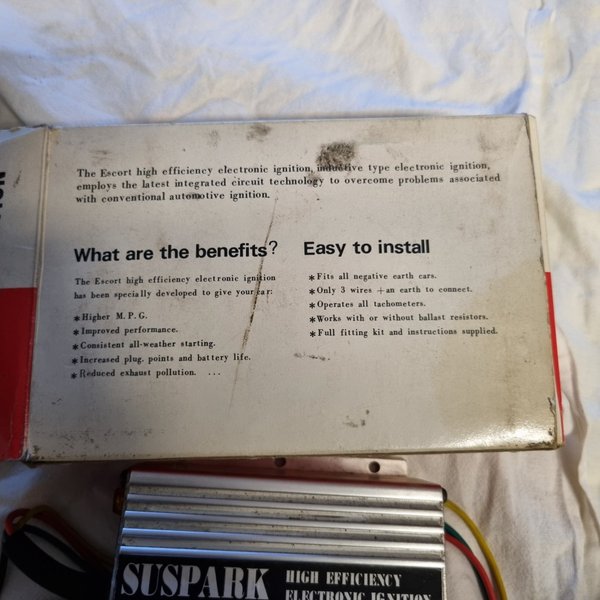 The Escort high efficiency electronic ignition, inductive type electronic ignition,
employs the latest integrated circuit technology to overcome problems associated
with conventional automotive ignition.
What are the benefits?
The Escort high efficiency electronic ignition
has been specially developed to give your car:
* Higher M. P. G.
* Improved performance.
* Consistent all-weather starting.
* Increased plug, points and battery life.
* Reduced exhaust pollution. ...
Easy to install
* Fits all negative earth cars.
* Only 3 wires + an earth to connect.
* Operates all tachometers.
* Works with or without ballast resistors.
* Full fitting kit and instructions supplied.
SUSPARK
HIGH EFFICIENCY
ELECTRONIC IGNITION